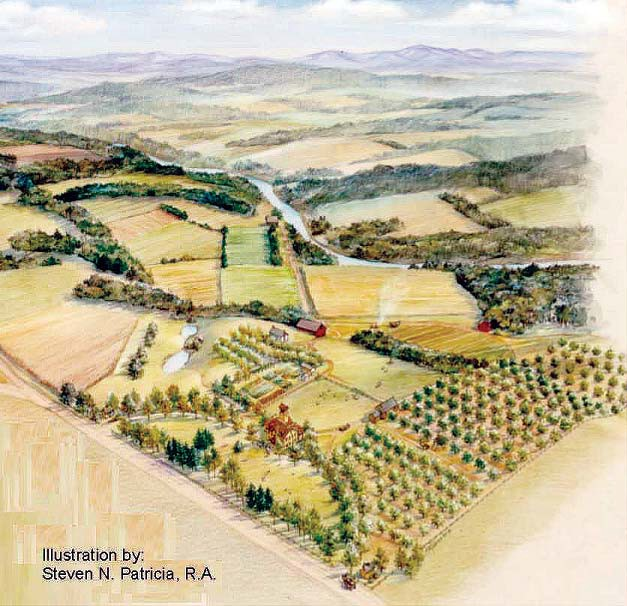 Illustration by:
Steven N. Patricia, R.A.